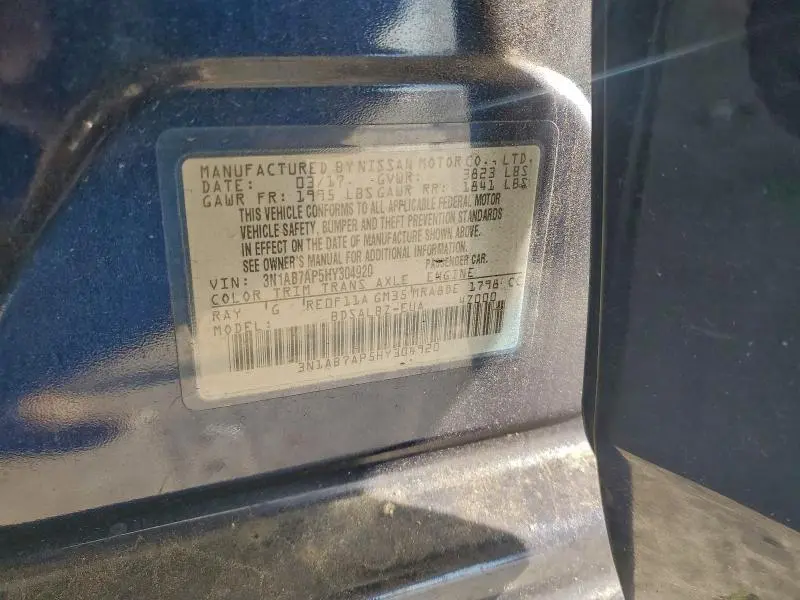 MANUFACTURED BY NISSAN MOTOR CO., LTD.
DATE: 03/17 GVWR: 3823 LBS
GAWR FR: 1995 LBS GAWR RR: 1841 LBS
THIS VEHICLE CONFORMS TO ALL APPLICABLE FEDERAL MOTOR
VEHICLE SAFETY, BUMPER AND THEFT PREVENTION STANDARDS
IN EFFECT ON THE DATE OF MANUFACTURE SHOWN ABOVE.
SEE OWNER'S MANUAL FOR ADDITIONAL INFORMATION.
VIN: 3N1AB7AP5HY304920 PASSENGER CAR.
COLOR TRIM TRANS AXLE ENGINE
RAY G RE0F11A GM35 MRA8DE 1798 CC
MODEL: BDSALB7-EUA 47000
3N1AB7AP5HY304920